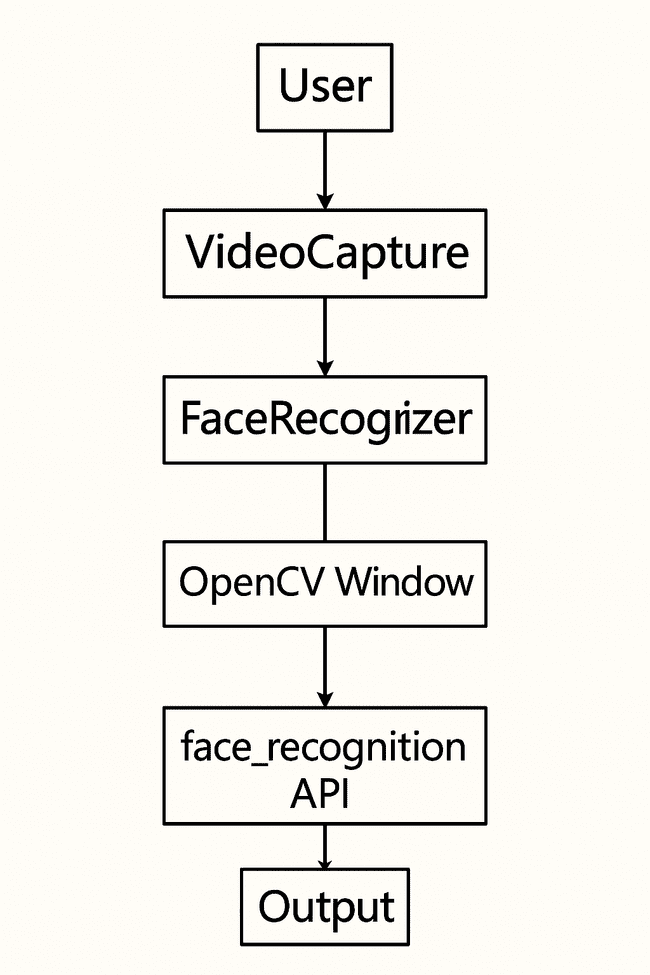 User
VideoCapture
FaceRecogrizer
OpenCV Window
face_recognition
API
Output